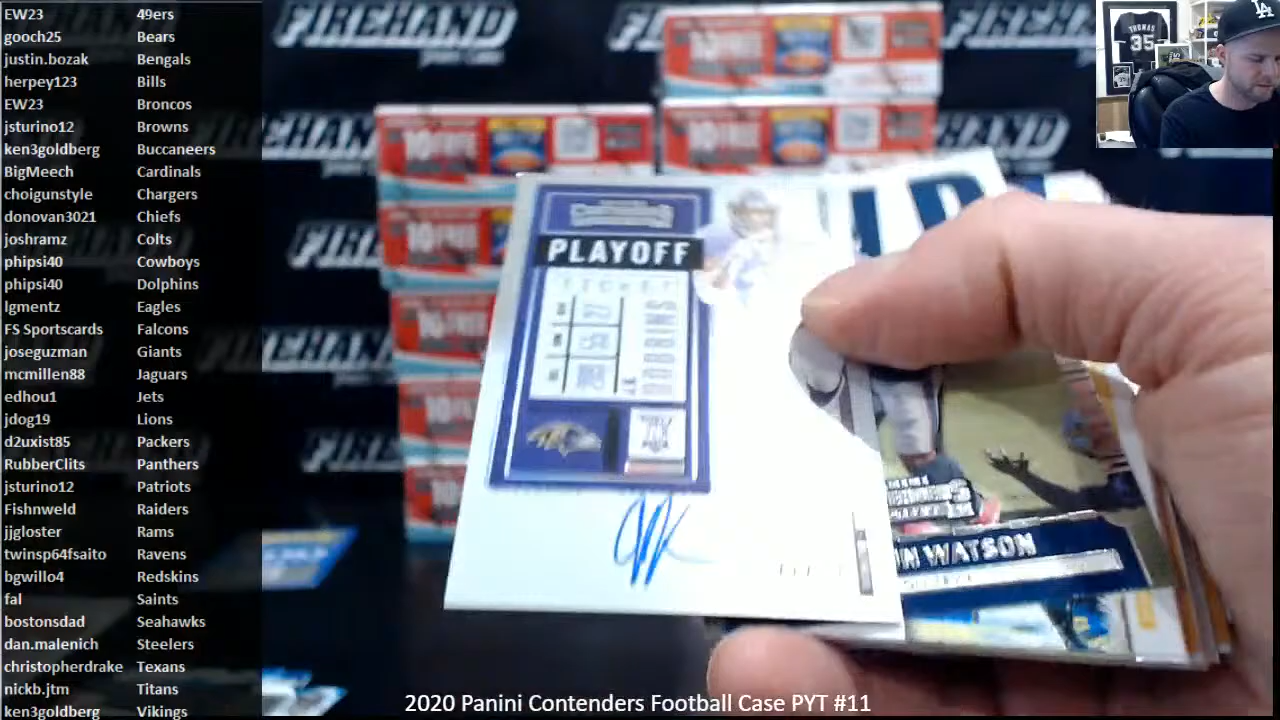 EW23 49ers
gooch25 Bears
justin.bozak Bengals
herpey123 Bills
EW23 Broncos
jsturino12 Browns
ken3goldberg Buccaneers
BigMeech Cardinals
choigunstyle Chargers
donovan3021 Chiefs
joshramz Colts
phipsi40 Cowboys
phipsi40 Dolphins
lgmentz Eagles
FS Sportscards Falcons
joseguzman Giants
mcmillen88 Jaguars
edhou1 Jets
jdog19 Lions
d2uxist85 Packers
RubberClits Panthers
jsturino12 Patriots
Fishnweld Raiders
jjgloster Rams
twinsp64fsaito Ravens
bgwillo4 Redskins
fal Saints
bostonsdad Seahawks
dan.malenich Steelers
christopherdrake Texans
nickb.jtm Titans
ken3goldberg Vikings
FIREHAND
THOMAS
35
LA
CONTENDERS
PLAYOFF
TICKET
WATSON
2020 Panini Contenders Football Case PYT #11